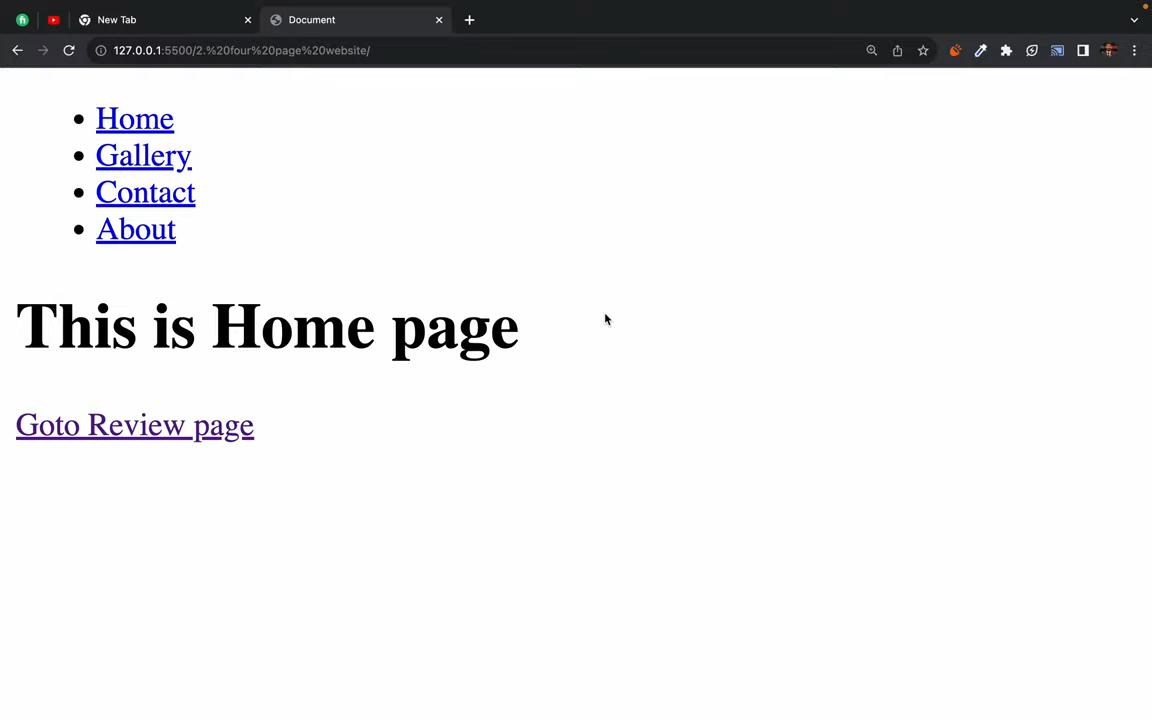 New Tab
Document
127.0.0.1:5500/2.%20four%20page%20website/
Home
Gallery
Contact
About
This is Home page
Goto Review page